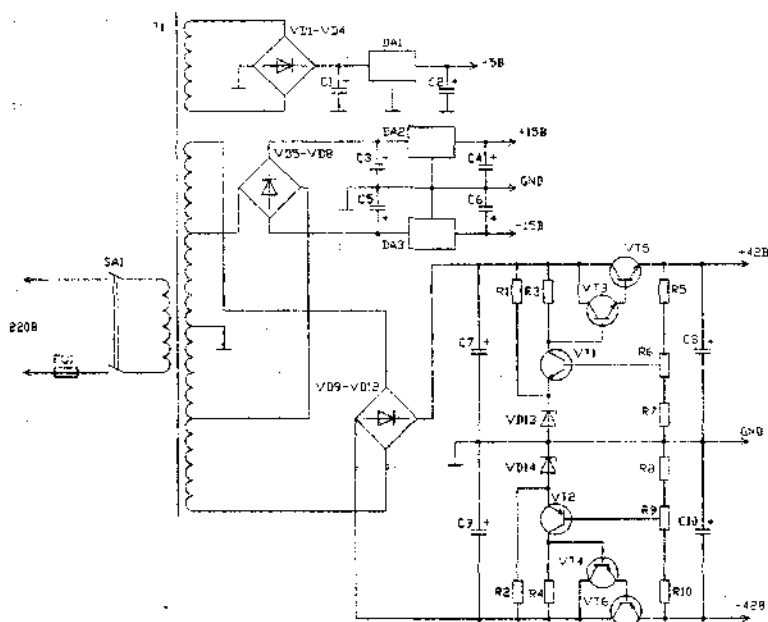 T1
VD1-VD4
DA1
+5В
C1
C2
VD5-VD8
DA2
+15В
C3
C4
GND
C5
C6
DA3
-15В
SA1
220В
VD9-VD12
VT5
+42В
R1
R3
VT3
R5
C7
VT1
R6
C8
VD13
R7
GND
VD14
R8
VT2
R9
C9
C10
VT4
R2
R4
VT6
R10
-42В